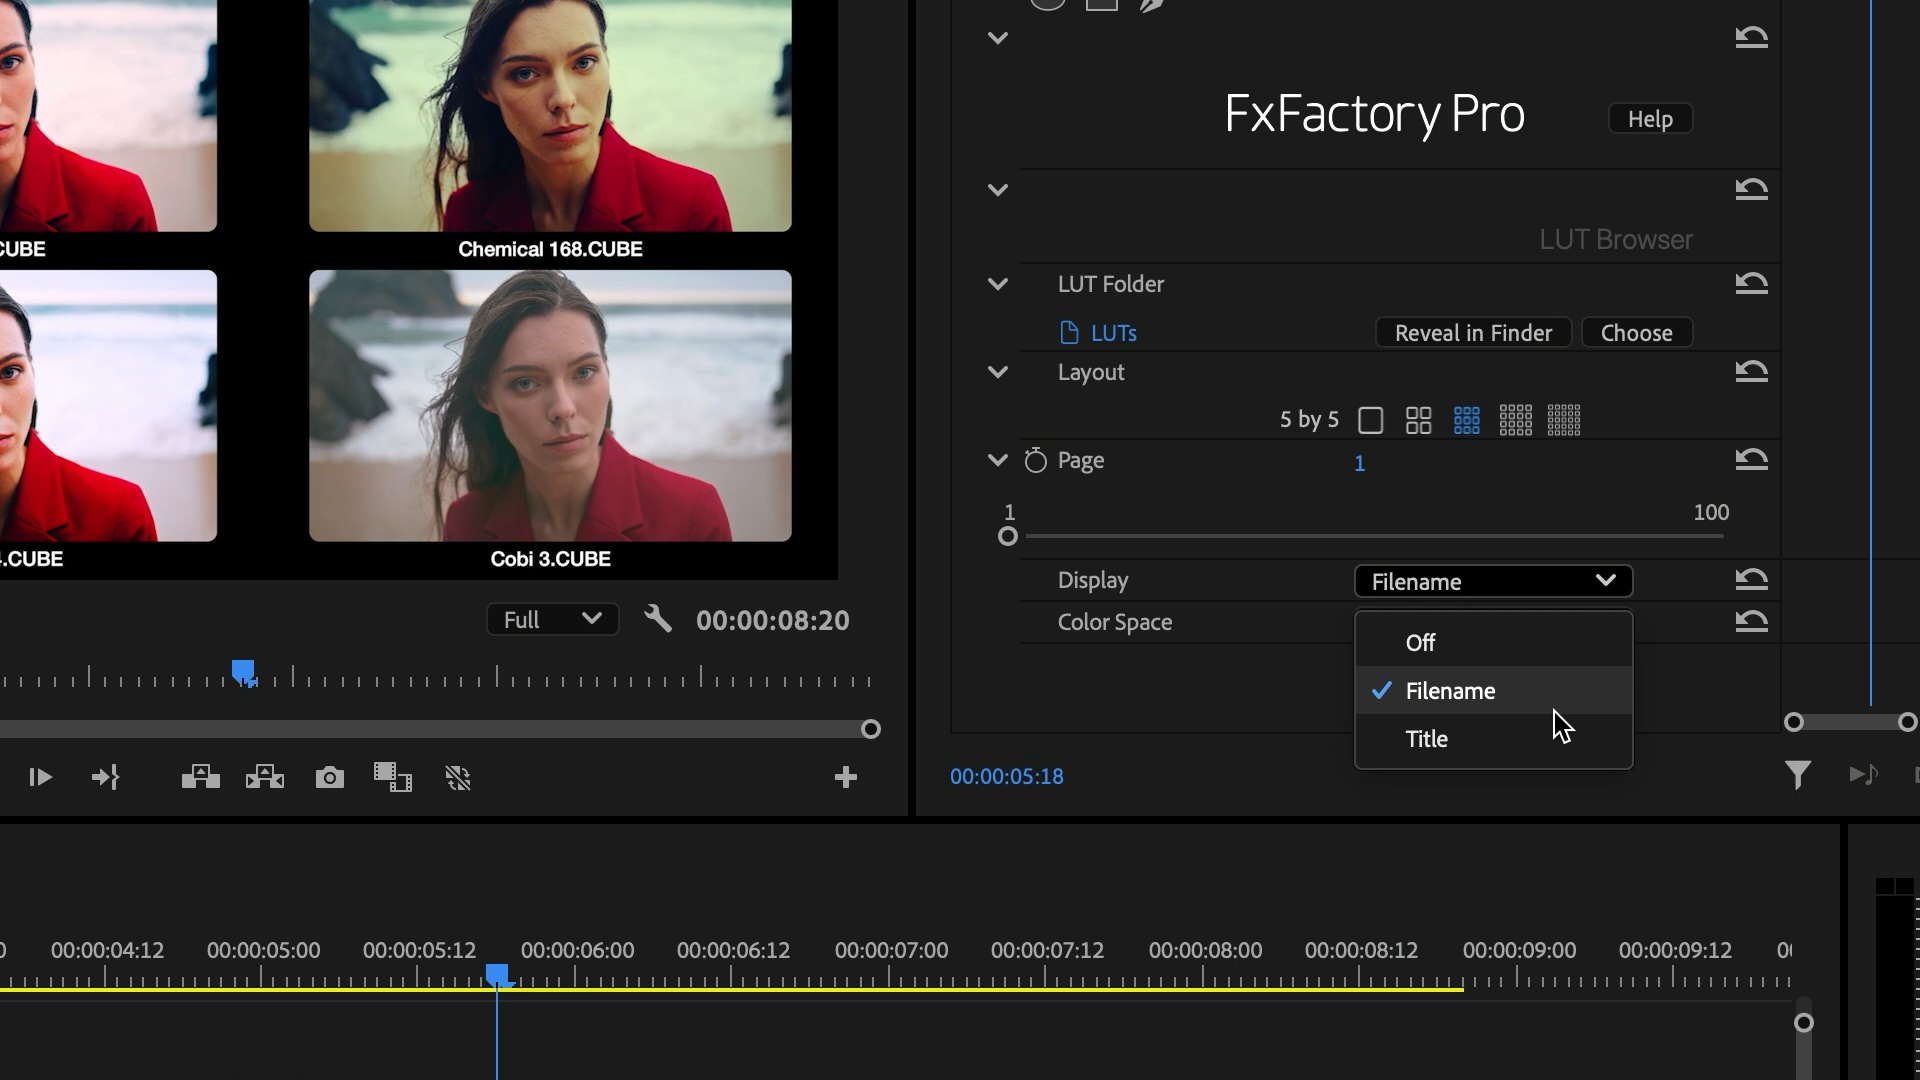 CUBE
Chemical 168.CUBE
.CUBE
Cobi 3.CUBE
Full
00:00:08:20
FxFactory Pro
Help
LUT Browser
LUT Folder
LUTs
Reveal in Finder
Choose
Layout
5 by 5
Page
1
1
100
Display
Filename
Color Space
Off
Filename
Title
00:00:05:18
00:00:04:12
00:00:05:00
00:00:05:12
00:00:06:00
00:00:06:12
00:00:07:00
00:00:07:12
00:00:08:00
00:00:08:12
00:00:09:00
00:00:09:12